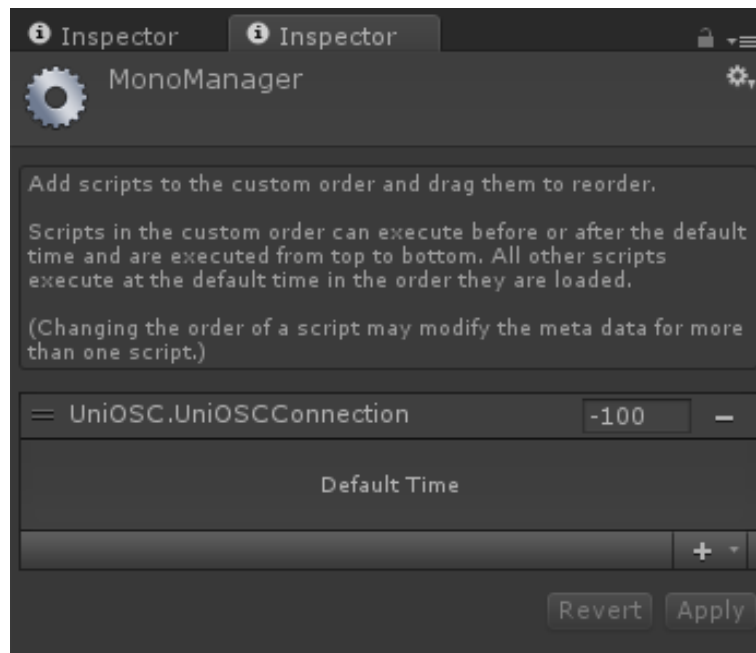 Inspector Inspector
MonoManager
Add scripts to the custom order and drag them to reorder.
Scripts in the custom order can execute before or after the default
time and are executed from top to bottom. All other scripts
execute at the default time in the order they are loaded.
(Changing the order of a script may modify the meta data for more
than one script.)
UniOSC.UniOSCConnection -100
Default Time
Revert Apply